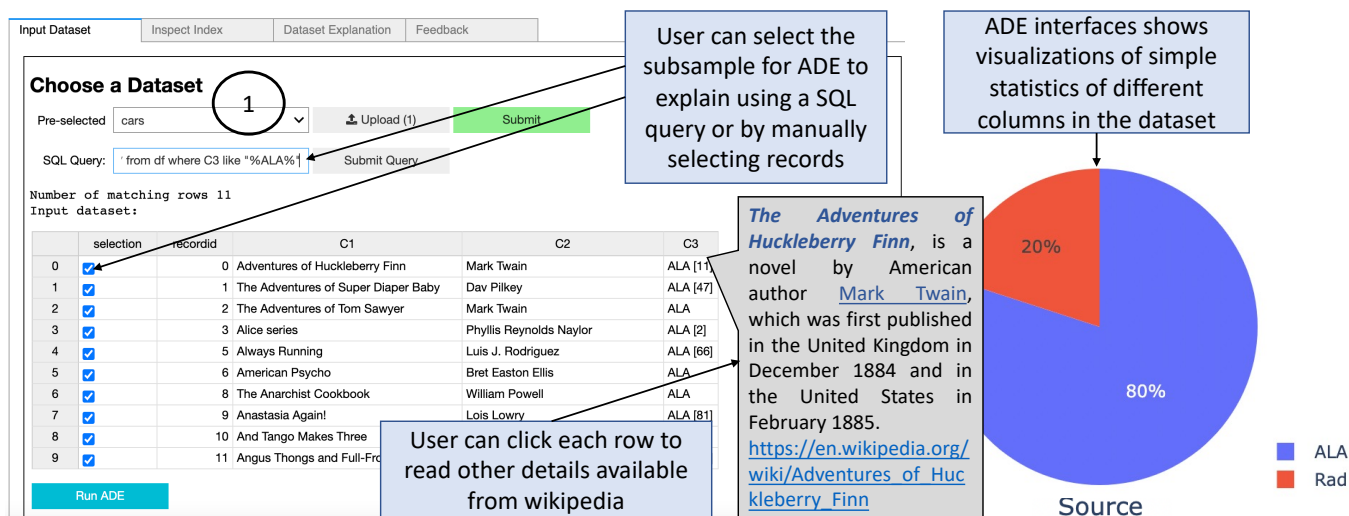 Input Dataset Inspect Index Dataset Explanation Feedback
Choose a Dataset
1
Pre-selected cars Upload (1) Submit
SQL Query: from df where C3 like "%ALA%" Submit Query
Number of matching rows 11
Input dataset:
selection recordid C1 C2 C3
0 0 Adventures of Huckleberry Finn Mark Twain ALA [11]
1 1 The Adventures of Super Diaper Baby Dav Pilkey ALA [47]
2 2 The Adventures of Tom Sawyer Mark Twain ALA
3 3 Alice series Phyllis Reynolds Naylor ALA [2]
4 5 Always Running Luis J. Rodriguez ALA [66]
5 6 American Psycho Bret Easton Ellis ALA
6 8 The Anarchist Cookbook William Powell ALA
7 9 Anastasia Again! Lois Lowry ALA [81]
8 10 And Tango Makes Three
9 11 Angus Thongs and
Run ADE
User can select the
subsample for ADE to
explain using a SQL
query or by manually
selecting records
User can click each row to
read other details available
from wikipedia
The Adventures of
Huckleberry Finn, is a
novel by American
author Mark Twain,
which was first published
in the United Kingdom in
December 1884 and in
the United States in
February 1885.
https://en.wikipedia.org/
wiki/Adventures_of_Huc
kleberry_Finn
ADE interfaces shows
visualizations of simple
statistics of different
columns in the dataset
20%
80%
ALA
Rad
Source